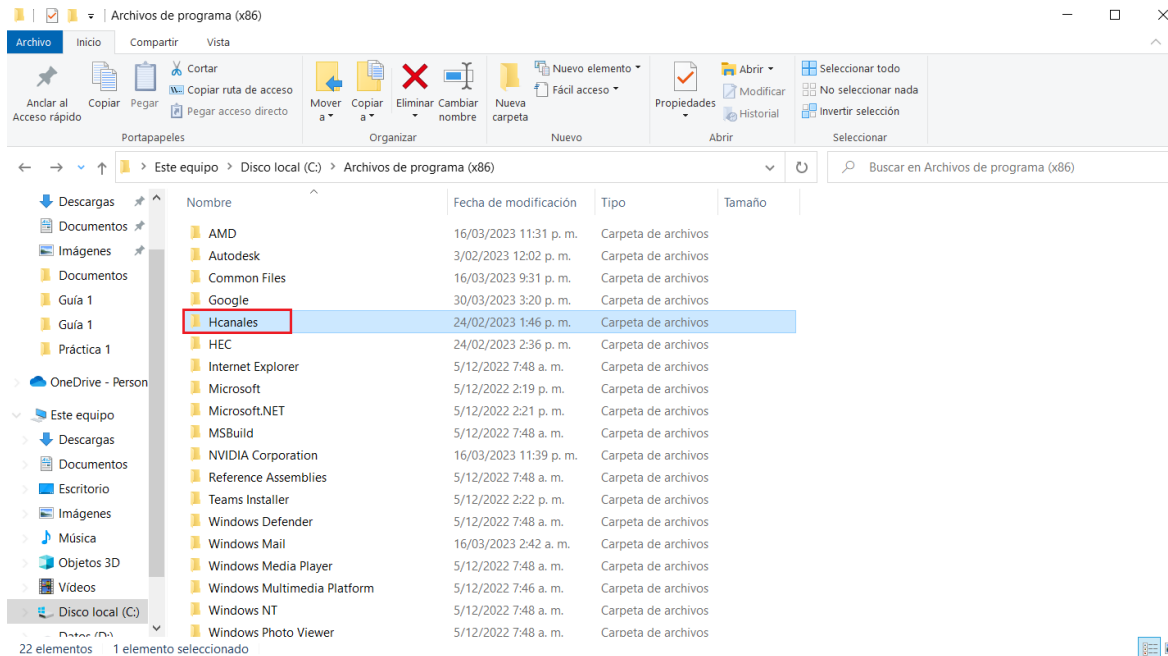 Archivos de programa (x86)
Archivo Inicio Compartir Vista
Anclar al Acceso rápido
Copiar
Pegar
Cortar
Copiar ruta de acceso
Pegar acceso directo
Portapapeles
Mover a
Copiar a
Eliminar
Cambiar nombre
Organizar
Nueva carpeta
Nuevo elemento
Fácil acceso
Nuevo
Propiedades
Abrir
Modificar
Historial
Abrir
Seleccionar todo
No seleccionar nada
Invertir selección
Seleccionar
Este equipo > Disco local (C:) > Archivos de programa (x86)
Buscar en Archivos de programa (x86)
Descargas
Documentos
Imágenes
Documentos
Guía 1
Guía 1
Práctica 1
OneDrive - Person
Este equipo
Descargas
Documentos
Escritorio
Imágenes
Música
Objetos 3D
Vídeos
Disco local (C:)
Datos (D:)
Nombre Fecha de modificación Tipo Tamaño
AMD 16/03/2023 11:31 p. m. Carpeta de archivos
Autodesk 3/02/2023 12:02 p. m. Carpeta de archivos
Common Files 16/03/2023 9:31 p. m. Carpeta de archivos
Google 30/03/2023 3:20 p. m. Carpeta de archivos
Hcanales 24/02/2023 1:46 p. m. Carpeta de archivos
HEC 24/02/2023 2:36 p. m. Carpeta de archivos
Internet Explorer 5/12/2022 7:48 a. m. Carpeta de archivos
Microsoft 5/12/2022 2:19 p. m. Carpeta de archivos
Microsoft.NET 5/12/2022 2:21 p. m. Carpeta de archivos
MSBuild 5/12/2022 7:48 a. m. Carpeta de archivos
NVIDIA Corporation 16/03/2023 11:39 p. m. Carpeta de archivos
Reference Assemblies 5/12/2022 7:48 a. m. Carpeta de archivos
Teams Installer 5/12/2022 2:22 p. m. Carpeta de archivos
Windows Defender 5/12/2022 7:48 a. m. Carpeta de archivos
Windows Mail 16/03/2023 2:42 a. m. Carpeta de archivos
Windows Media Player 5/12/2022 7:48 a. m. Carpeta de archivos
Windows Multimedia Platform 5/12/2022 7:46 a. m. Carpeta de archivos
Windows NT 5/12/2022 7:48 a. m. Carpeta de archivos
Windows Photo Viewer 5/12/2022 7:48 a. m. Carpeta de archivos
22 elementos 1 elemento seleccionado